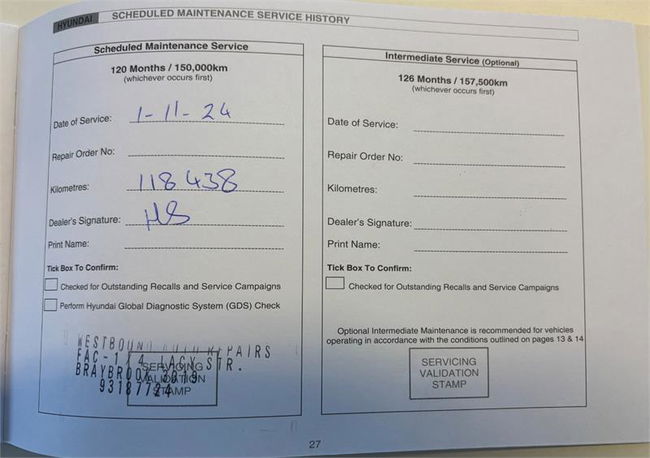 HYUNDAI
SCHEDULED MAINTENANCE SERVICE HISTORY
Scheduled Maintenance Service
120 Months / 150,000km
(whichever occurs first)
Date of Service: 1-11-24
Repair Order No:
Kilometres: 118438
Dealer's Signature: HS
Print Name:
Tick Box To Confirm:
Checked for Outstanding Recalls and Service Campaigns
Perform Hyundai Global Diagnostic System (GDS) Check
WESTBOUND REPAIRS
FAC-1 STR.
BRAYBROOK 3019
93187724
SERVICING
VALIDATION
STAMP
Intermediate Service (Optional)
126 Months / 157,500km
(whichever occurs first)
Date of Service:
Repair Order No:
Kilometres:
Dealer's Signature:
Print Name:
Tick Box To Confirm:
Checked for Outstanding Recalls and Service Campaigns
Optional Intermediate Maintenance is recommended for vehicles
operating in accordance with the conditions outlined on pages 13 & 14
SERVICING
VALIDATION
STAMP
27